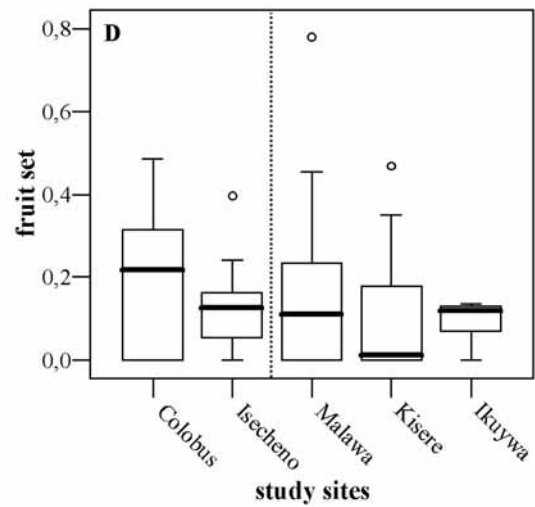 D
fruit set
0,8
0,6
0,4
0,2
0,0
Colobus
Isecheno
Malawa
Kisere
Ikuywa
study sites